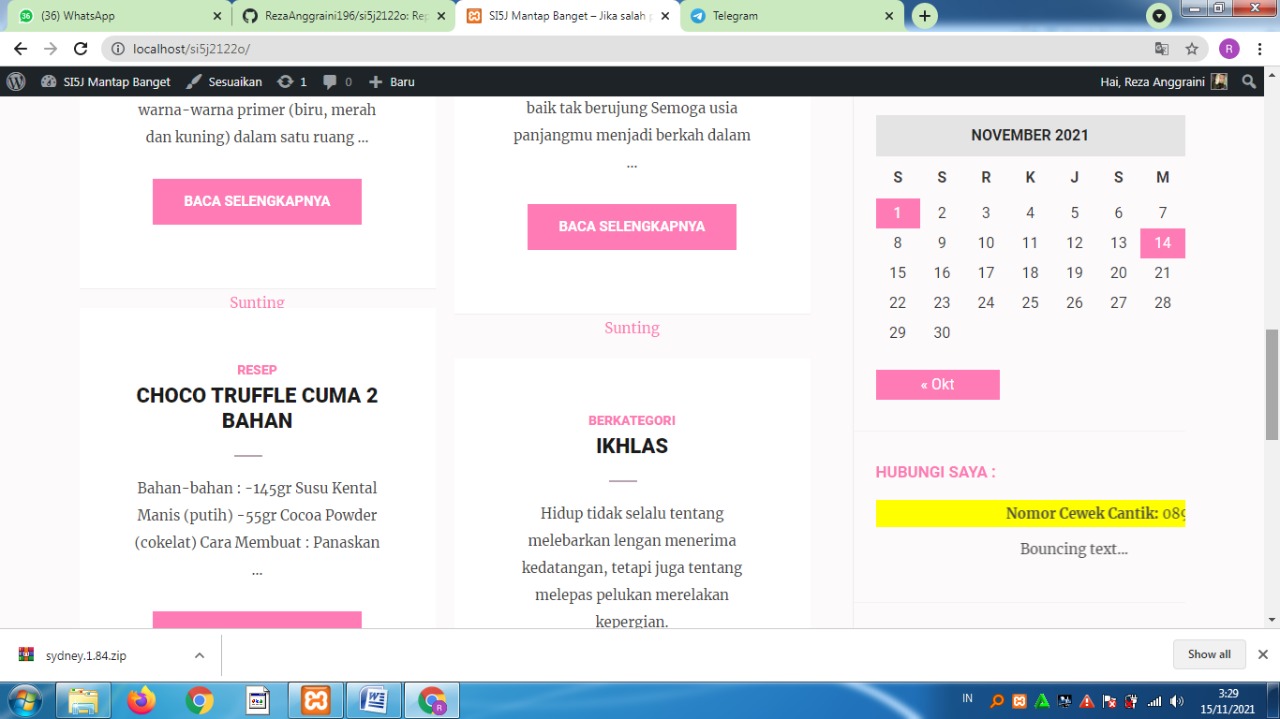 (36) WhatsApp
RezaAnggraini196/si5j2122o: Rep
SI5J Mantap Banget – Jika salah p
Telegram
localhost/si5j2122o/
R
SI5J Mantap Banget
Sesuaikan
1
0
Baru
Hai, Reza Anggraini
warna-warna primer (biru, merah
dan kuning) dalam satu ruang ...
BACA SELENGKAPNYA
Sunting
RESEP
CHOCO TRUFFLE CUMA 2
BAHAN
Bahan-bahan : -145gr Susu Kental
Manis (putih) -55gr Cocoa Powder
(cokelat) Cara Membuat : Panaskan
...
baik tak berujung Semoga usia
panjangmu menjadi berkah dalam
...
BACA SELENGKAPNYA
Sunting
BERKATEGORI
IKHLAS
Hidup tidak selalu tentang
melebarkan lengan menerima
kedatangan, tetapi juga tentang
melepas pelukan merelakan
kepergian.
NOVEMBER 2021
S S R K J S M
1 2 3 4 5 6 7
8 9 10 11 12 13 14
15 16 17 18 19 20 21
22 23 24 25 26 27 28
29 30
« Okt
HUBUNGI SAYA :
Nomor Cewek Cantik: 089
Bouncing text...
sydney.1.84.zip
Show all
IN
3:29
15/11/2021